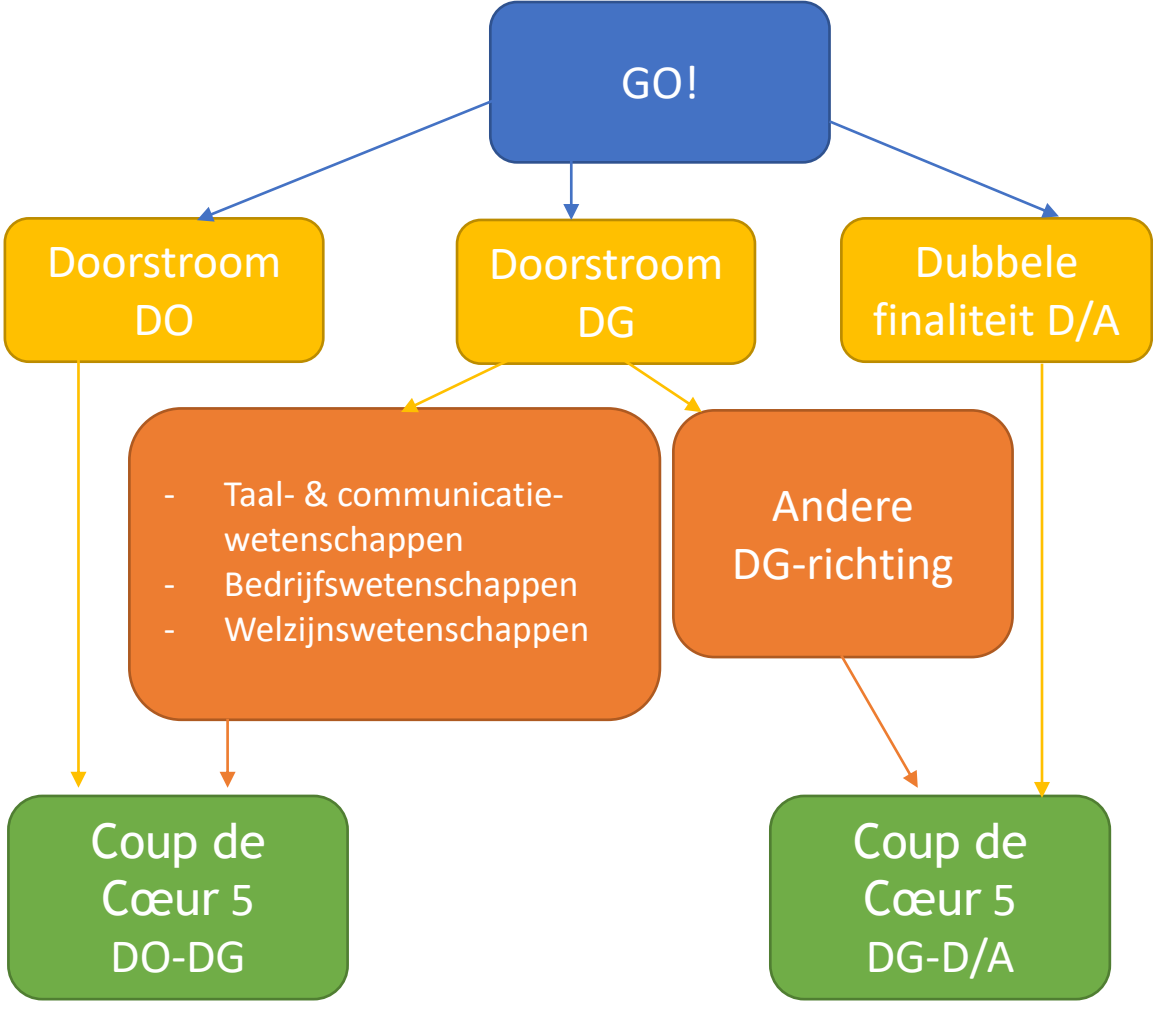 GO!
Doorstroom
DO
Doorstroom
DG
Dubbele
finaliteit D/A
- Taal- & communicatie-
wetenschappen
- Bedrijfswetenschappen
- Welzijnswetenschappen
Andere
DG-richting
Coup de
Cœur 5
DO-DG
Coup de
Cœur 5
DG-D/A